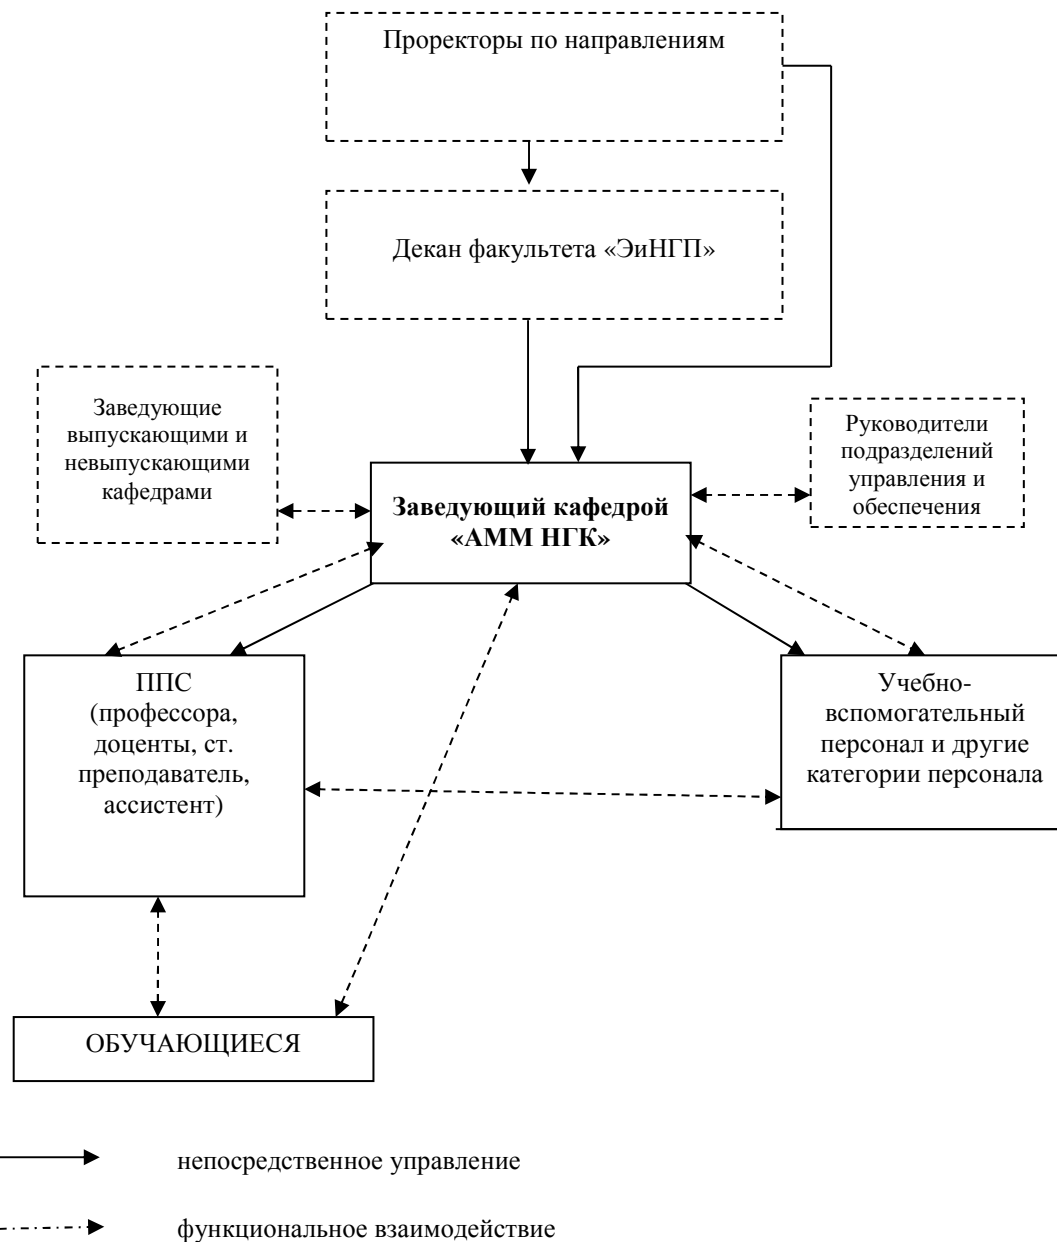 Проректоры по направлениям
Декан факультета «ЭиНГП»
Заведующие
выпускающими и
невыпускающими
кафедрами
Руководители
подразделений
управления и
обеспечения
Заведующий кафедрой
«АММ НГК»
ППС
(профессора,
доценты, ст.
преподаватель,
ассистент)
Учебно-
вспомогательный
персонал и другие
категории персонала
ОБУЧАЮЩИЕСЯ
непосредственное управление
функциональное взаимодействие